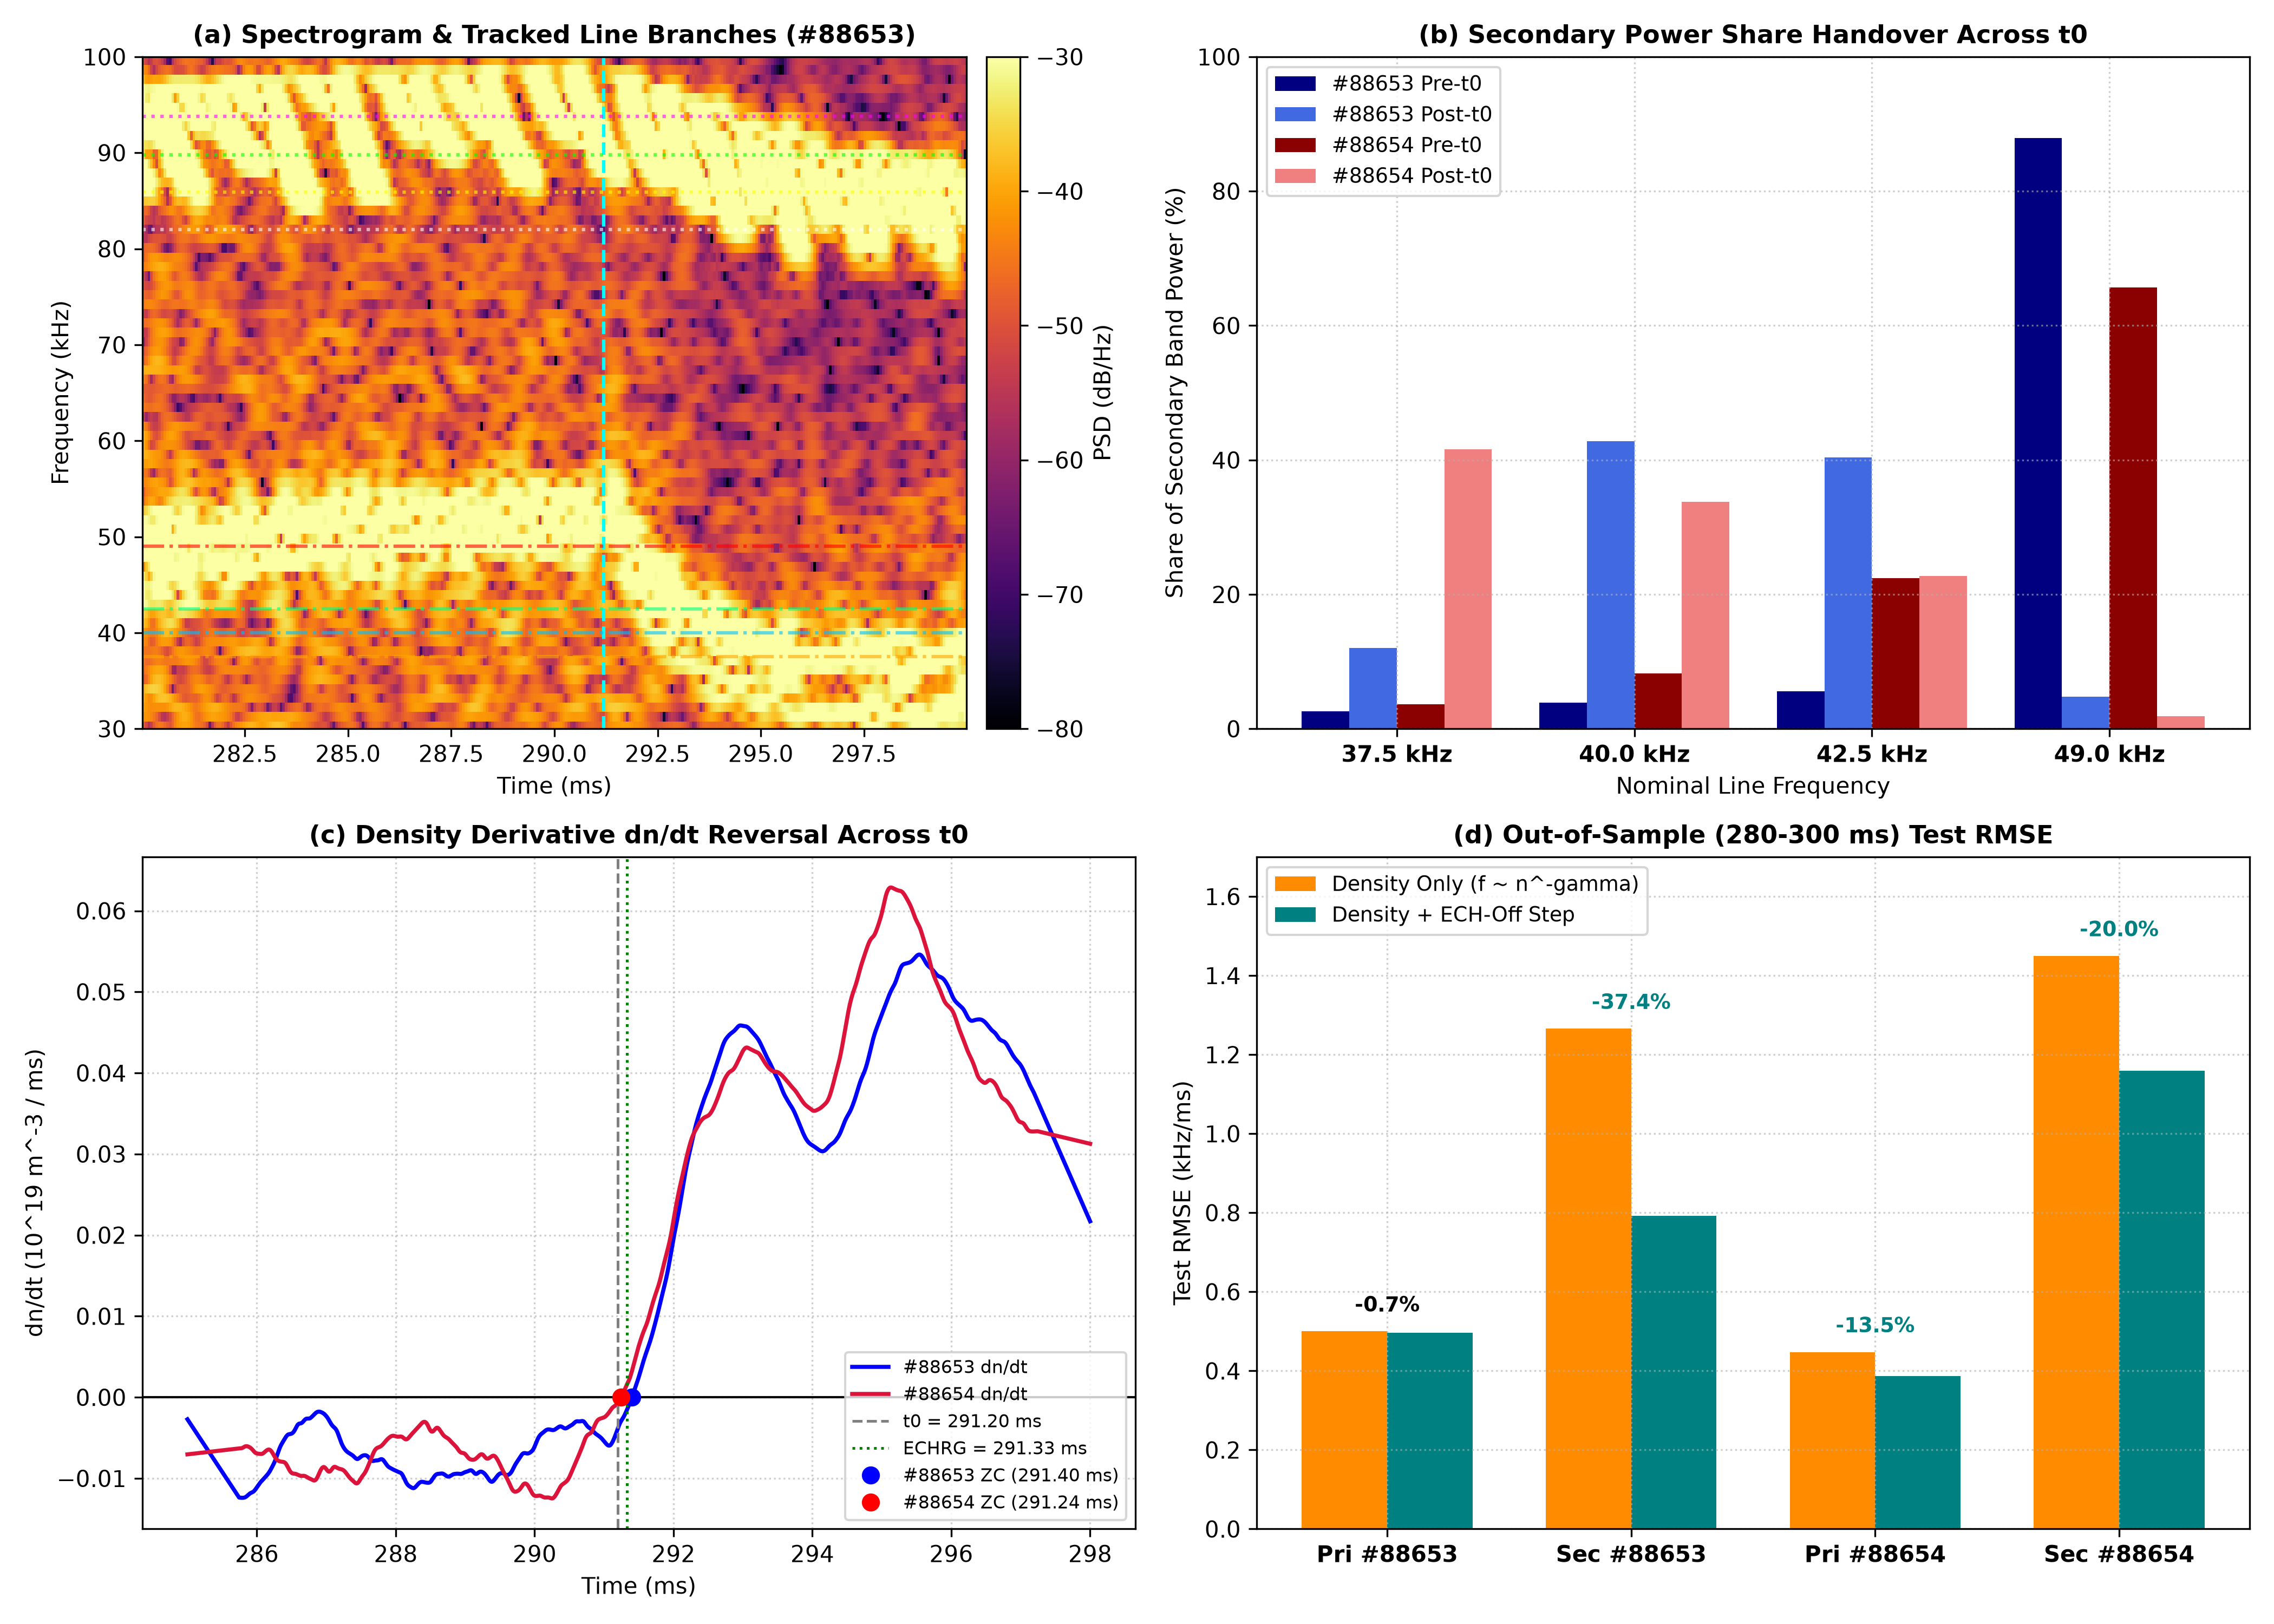 (a) Spectrogram & Tracked Line Branches (#88653)
100
90
80
70
60
50
40
30
Frequency (kHz)
282.5
285.0
287.5
290.0
292.5
295.0
297.5
Time (ms)
−30
−40
−50
−60
−70
−80
PSD (dB/Hz)
(b) Secondary Power Share Handover Across t0
#88653 Pre-t0
#88653 Post-t0
#88654 Pre-t0
#88654 Post-t0
100
80
60
40
20
0
Share of Secondary Band Power (%)
37.5 kHz
40.0 kHz
42.5 kHz
49.0 kHz
Nominal Line Frequency
(c) Density Derivative dn/dt Reversal Across t0
0.06
0.05
0.04
0.03
0.02
0.01
0.00
−0.01
dn/dt (10^19 m^-3 / ms)
#88653 dn/dt
#88654 dn/dt
t0 = 291.20 ms
ECHRG = 291.33 ms
#88653 ZC (291.40 ms)
#88654 ZC (291.24 ms)
286
288
290
292
294
296
298
Time (ms)
(d) Out-of-Sample (280-300 ms) Test RMSE
Density Only (f ~ n^-gamma)
Density + ECH-Off Step
1.6
1.4
1.2
1.0
0.8
0.6
0.4
0.2
0.0
Test RMSE (kHz/ms)
-0.7%
-37.4%
-13.5%
-20.0%
Pri #88653
Sec #88653
Pri #88654
Sec #88654